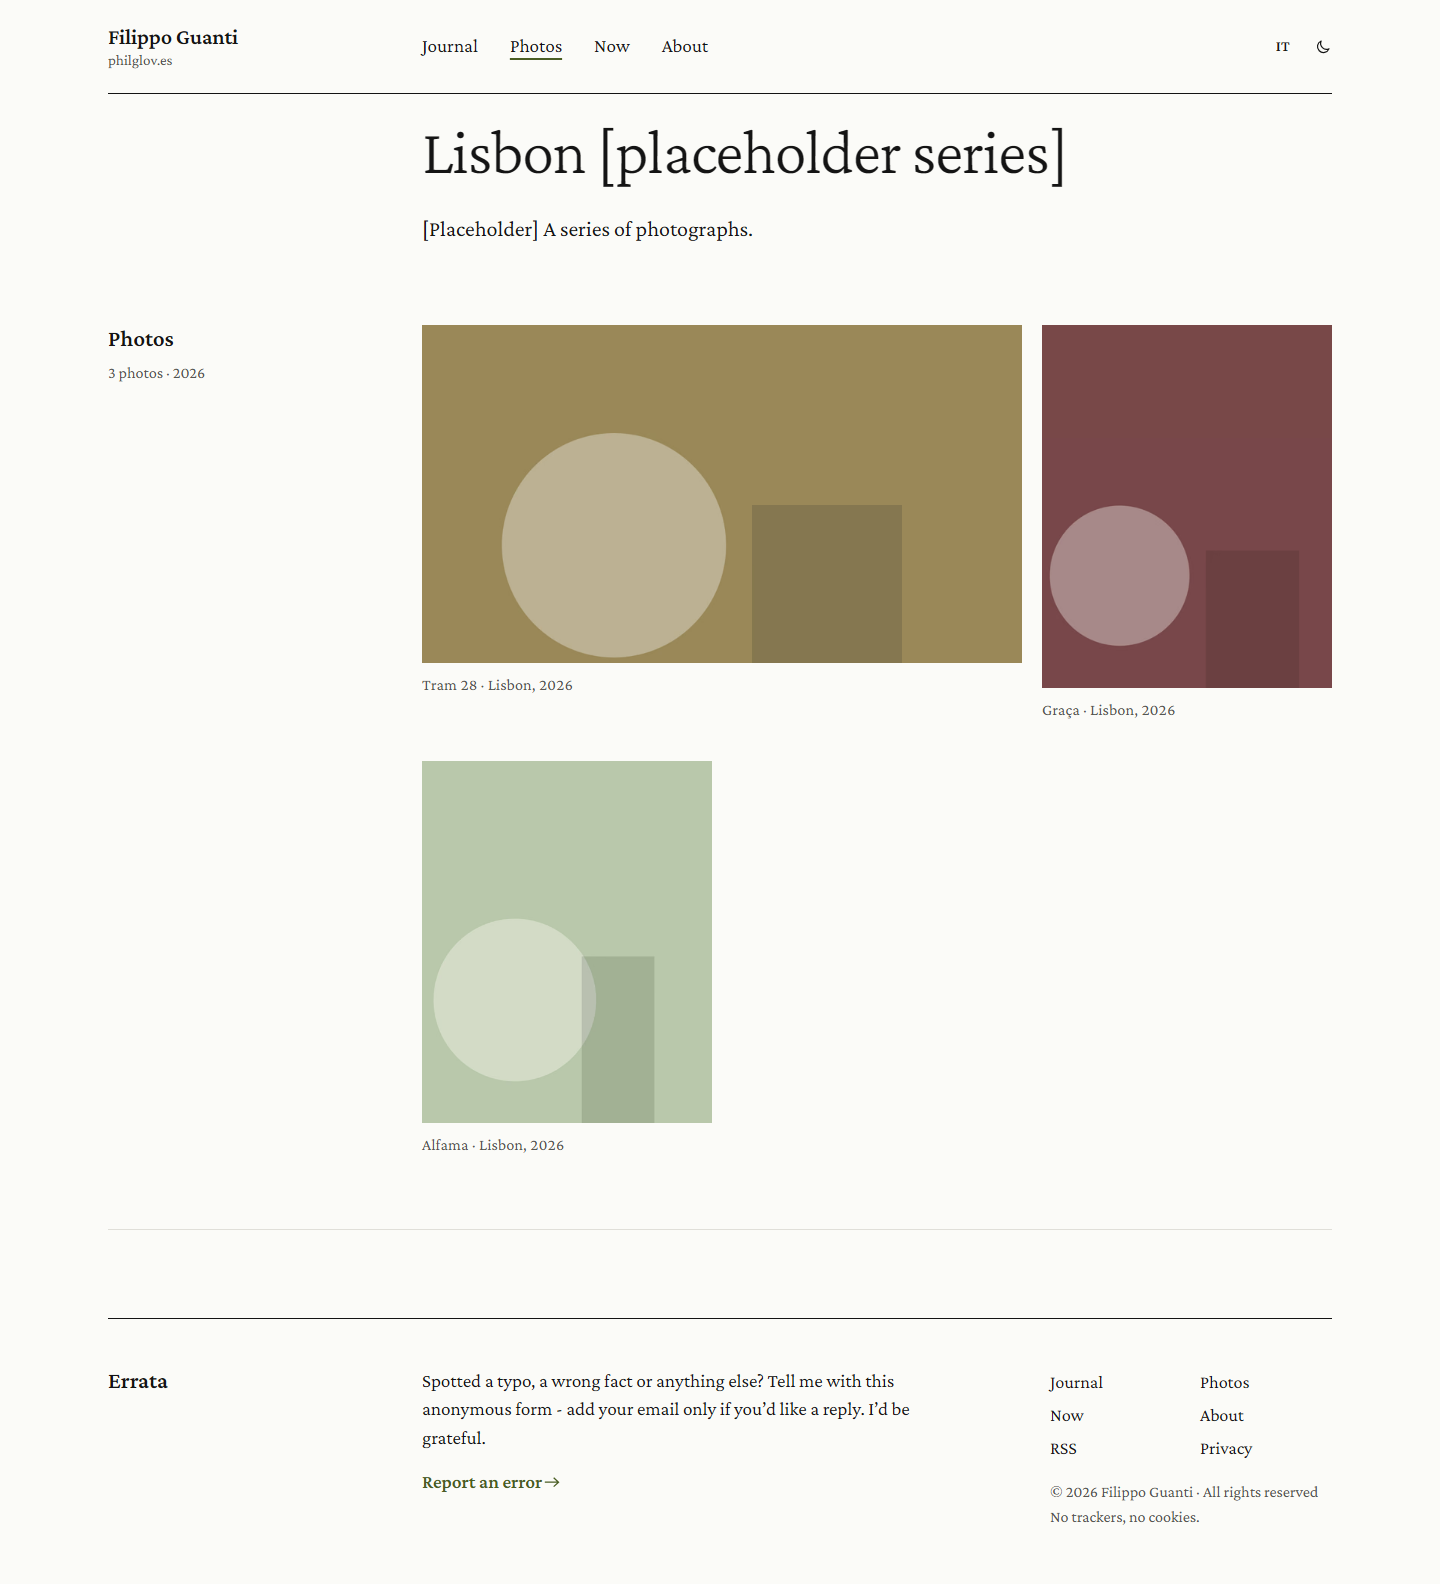 Filippo Guanti
philglov.es
Journal
Photos
Now
About
IT
Lisbon [placeholder series]
[Placeholder] A series of photographs.
Photos
3 photos · 2026
Tram 28 · Lisbon, 2026
Graça · Lisbon, 2026
Alfama · Lisbon, 2026
Errata
Spotted a typo, a wrong fact or anything else? Tell me with this
anonymous form - add your email only if you’d like a reply. I’d be
grateful.
Report an error→
Journal
Photos
Now
About
RSS
Privacy
© 2026 Filippo Guanti · All rights reserved
No trackers, no cookies.